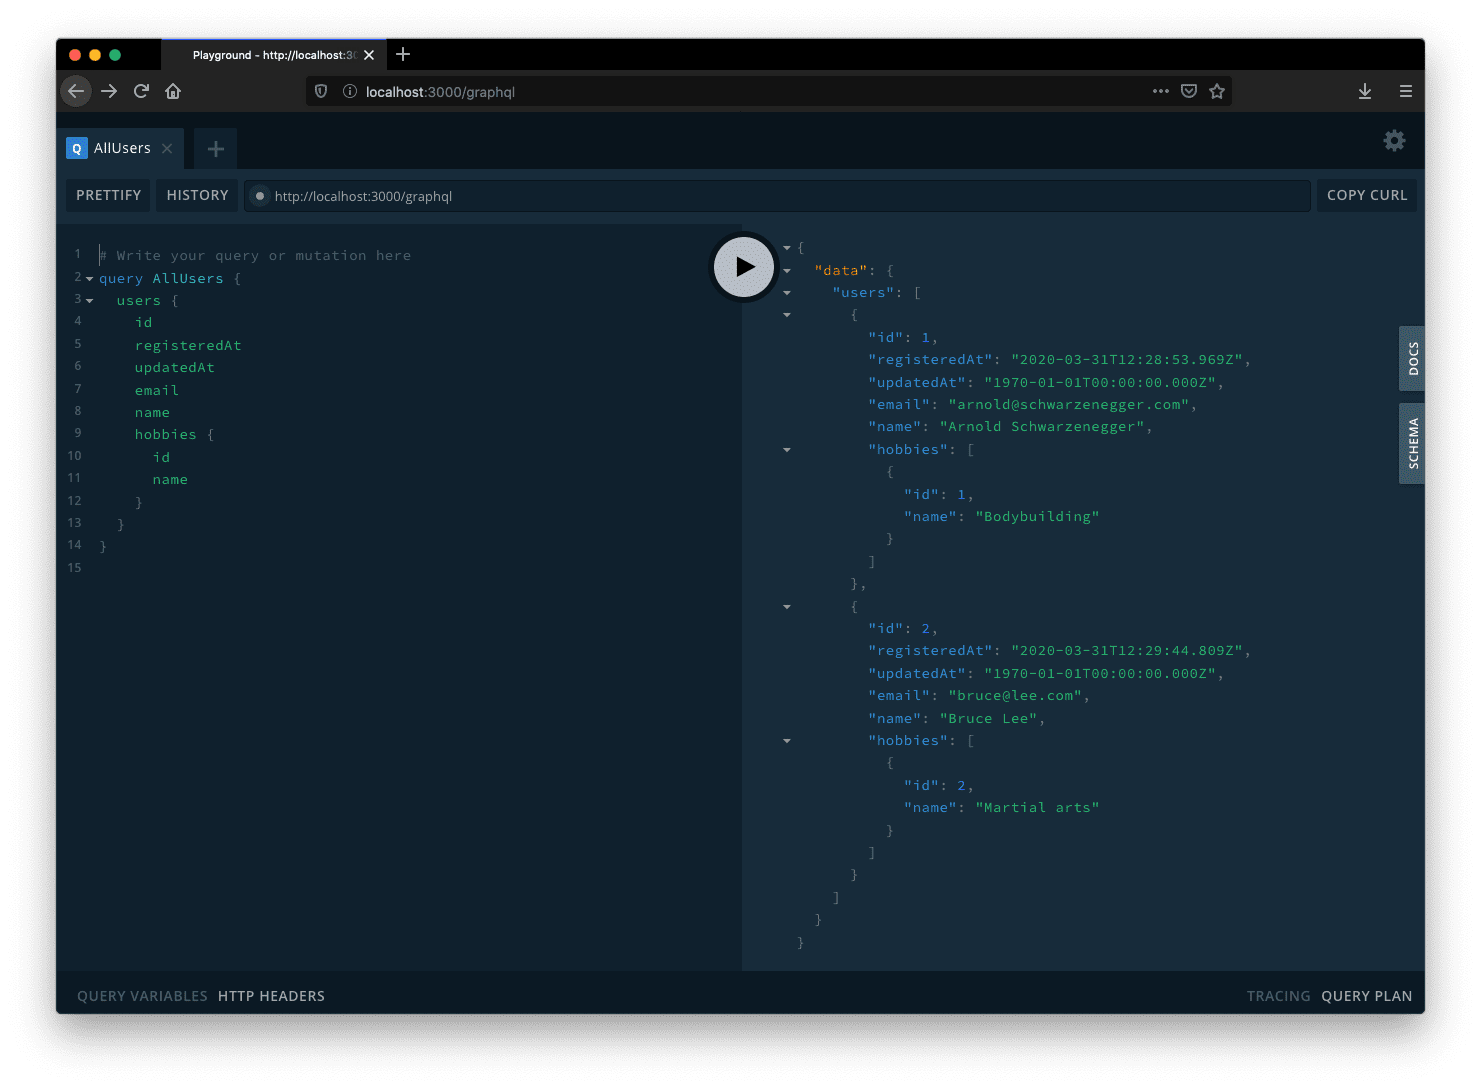 Playground - http://localhost:30
localhost:3000/graphql
Q AllUsers
PRETTIFY HISTORY http://localhost:3000/graphql COPY CURL
1 # Write your query or mutation here
2 query AllUsers {
3 users {
4 id
5 registeredAt
6 updatedAt
7 email
8 name
9 hobbies {
10 id
11 name
12 }
13 }
14 }
15
{
"data": {
"users": [
{
"id": 1,
"registeredAt": "2020-03-31T12:28:53.969Z",
"updatedAt": "1970-01-01T00:00:00.000Z",
"email": "arnold@schwarzenegger.com",
"name": "Arnold Schwarzenegger",
"hobbies": [
{
"id": 1,
"name": "Bodybuilding"
}
]
},
{
"id": 2,
"registeredAt": "2020-03-31T12:29:44.809Z",
"updatedAt": "1970-01-01T00:00:00.000Z",
"email": "bruce@lee.com",
"name": "Bruce Lee",
"hobbies": [
{
"id": 2,
"name": "Martial arts"
}
]
}
]
}
}
DOCS
SCHEMA
QUERY VARIABLES HTTP HEADERS TRACING QUERY PLAN